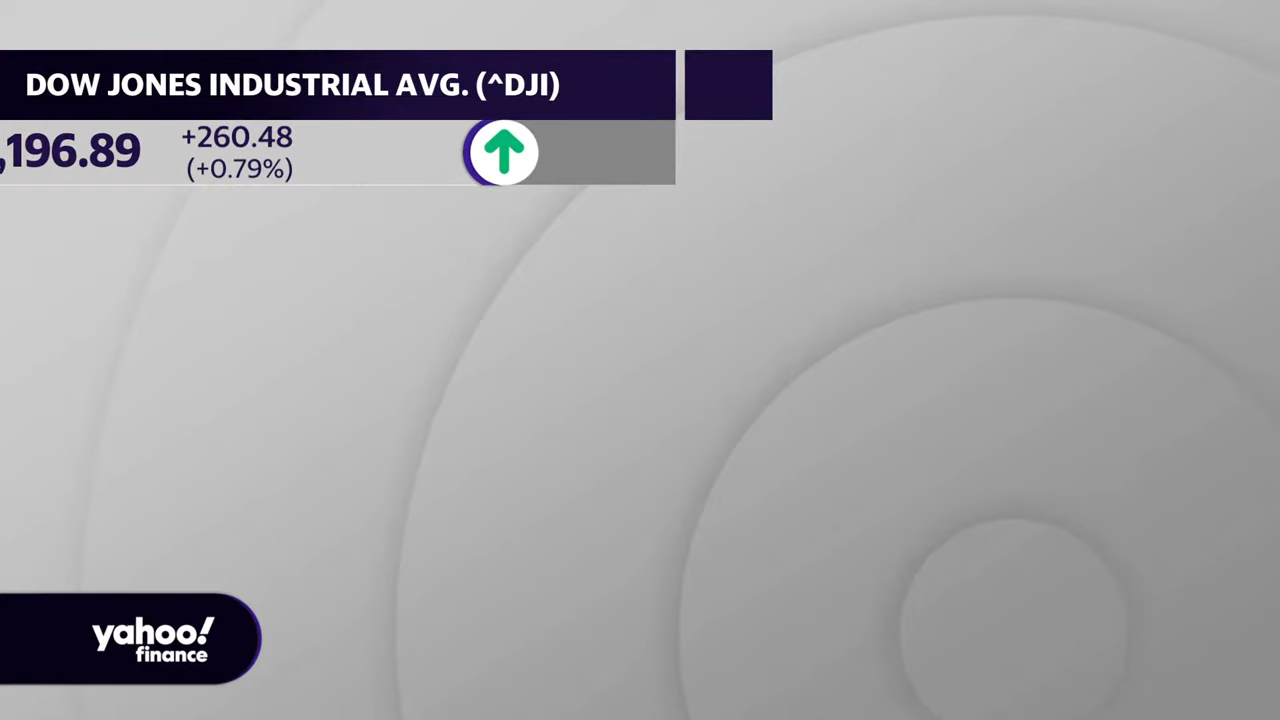 DOW JONES INDUSTRIAL AVG. (^DJI)
,196.89
+260.48
(+0.79%)
yahoo!
finance